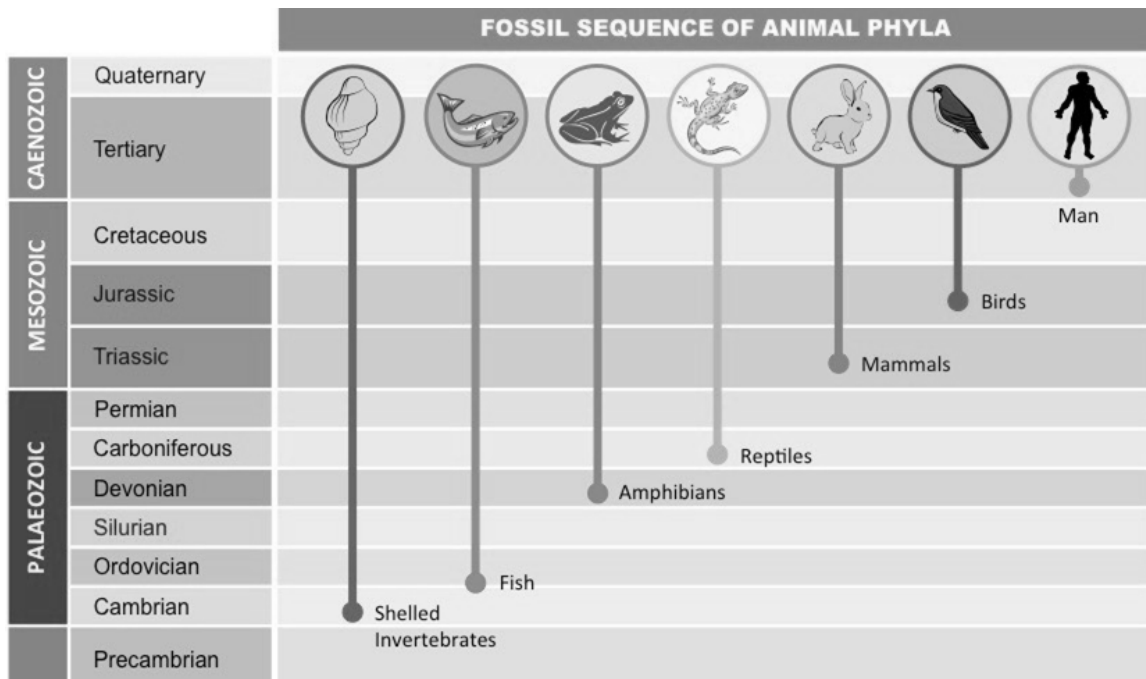 FOSSIL SEQUENCE OF ANIMAL PHYLA
CAENOZOIC
Quaternary
Tertiary
Man
MESOZOIC
Cretaceous
Jurassic
Birds
Triassic
Mammals
PALAEOZOIC
Permian
Carboniferous
Reptiles
Devonian
Amphibians
Silurian
Ordovician
Fish
Cambrian
Shelled
Invertebrates
Precambrian